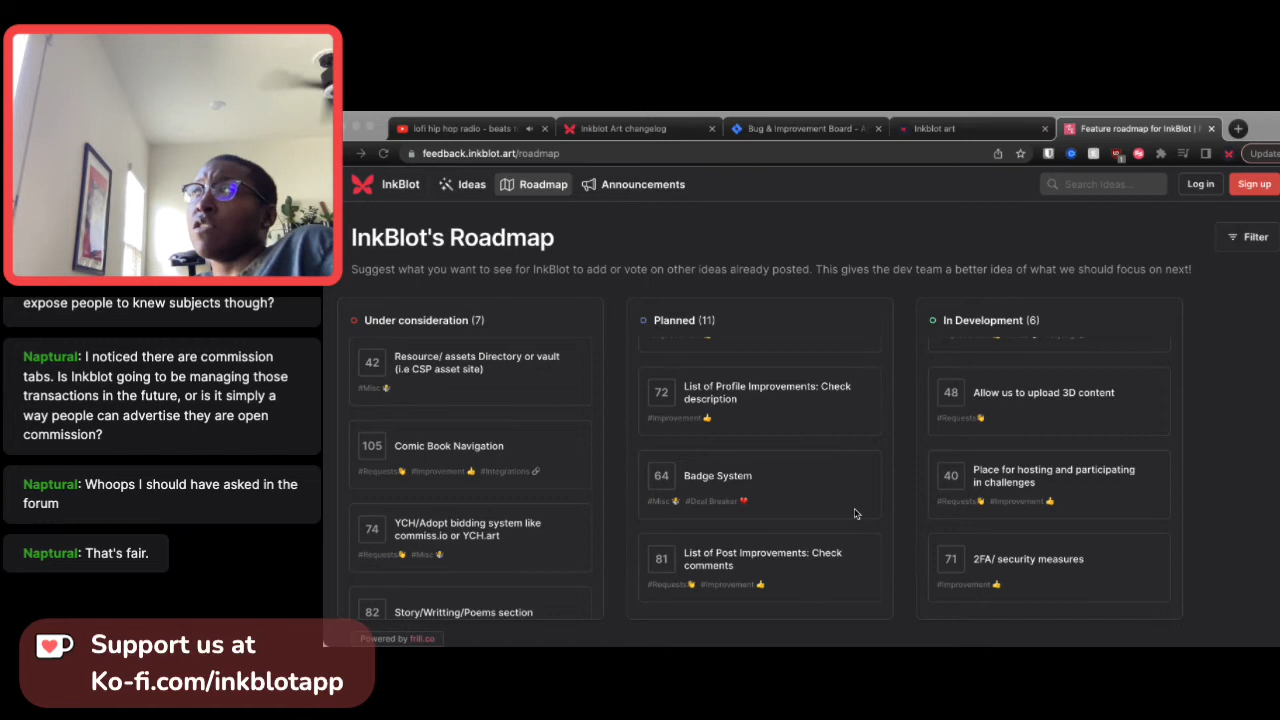 expose people to knew subjects though?
Naptural: I noticed there are commission
tabs. Is Inkblot going to be managing those
transactions in the future, or is it simply a
way people can advertise they are open
commission?
Naptural: Whoops I should have asked in the
forum
Naptural: That's fair.
Support us at
Ko-fi.com/inkblotapp
lofi hip hop radio - beats t
Inkblot Art changelog
Bug & Improvement Board - A
Inkblot art
Feature roadmap for InkBlot |
feedback.inkblot.art/roadmap
Update
InkBlot
Ideas
Roadmap
Announcements
Search Ideas...
Log in
Sign up
InkBlot's Roadmap
Filter
Suggest what you want to see for InkBlot to add or vote on other ideas already posted. This gives the dev team a better idea of what we should focus on next!
Under consideration (7)
42
Resource/ assets Directory or vault
(i.e CSP asset site)
#Misc
105
Comic Book Navigation
#Requests #Improvement #Integrations
74
YCH/Adopt bidding system like
commiss.io or YCH.art
#Requests #Misc
82
Story/Writting/Poems section
Planned (11)
72
List of Profile Improvements: Check
description
#Improvement
64
Badge System
#Misc #Deal Breaker
81
List of Post Improvements: Check
comments
#Requests #Improvement
In Development (6)
48
Allow us to upload 3D content
#Requests
40
Place for hosting and participating
in challenges
#Requests #Improvement
71
2FA/ security measures
#Improvement
Powered by frill.co